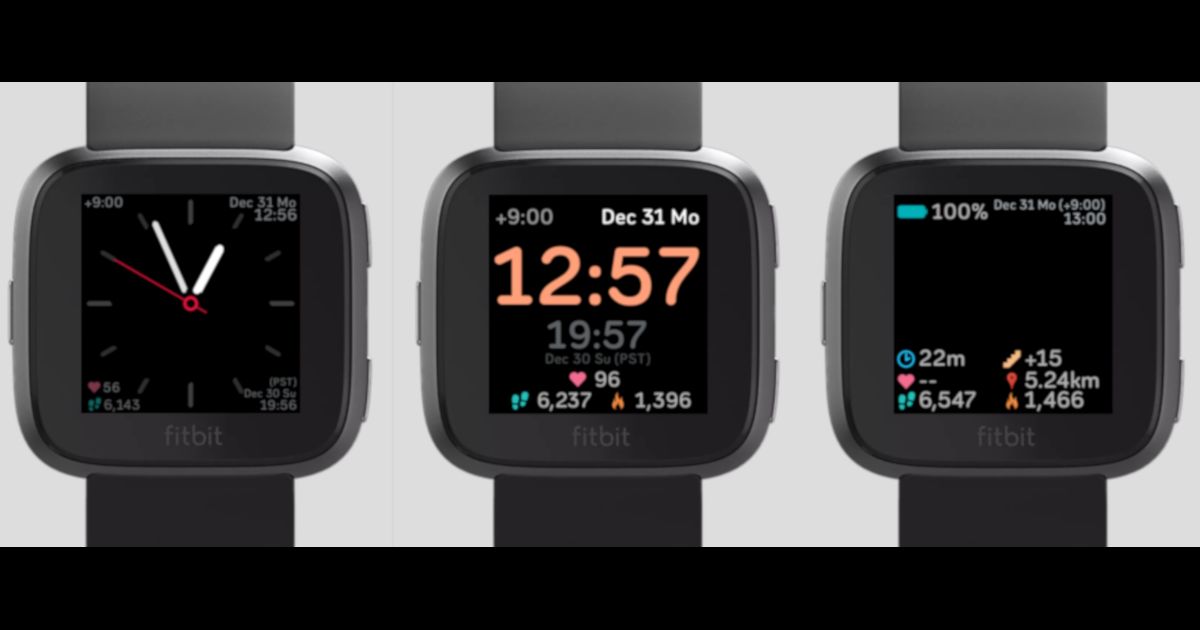 +9:00 Dec 31 Mo
12:56
56
6,143
(PST)
Dec 30 Su
19:56
fitbit
+9:00 Dec 31 Mo
12:57
19:57
Dec 30 Su (PST)
96
6,237 1,396
fitbit
100% Dec 31 Mo (+9:00)
13:00
22m +15
-- 5.24km
6,547 1,466
fitbit